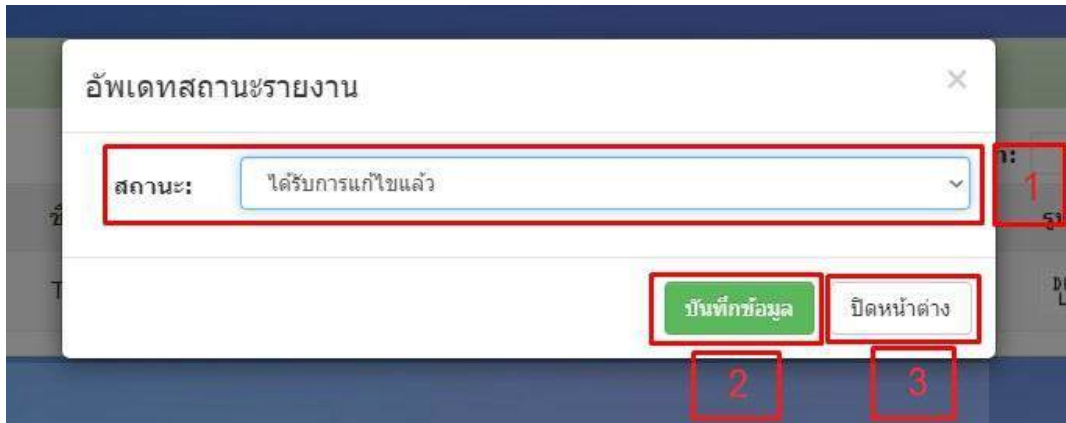 อัพเดทสถานะรายงาน ×
สถานะ: ได้รับการแก้ไขแล้ว
1
บันทึกข้อมูล ปิดหน้าต่าง
2 3